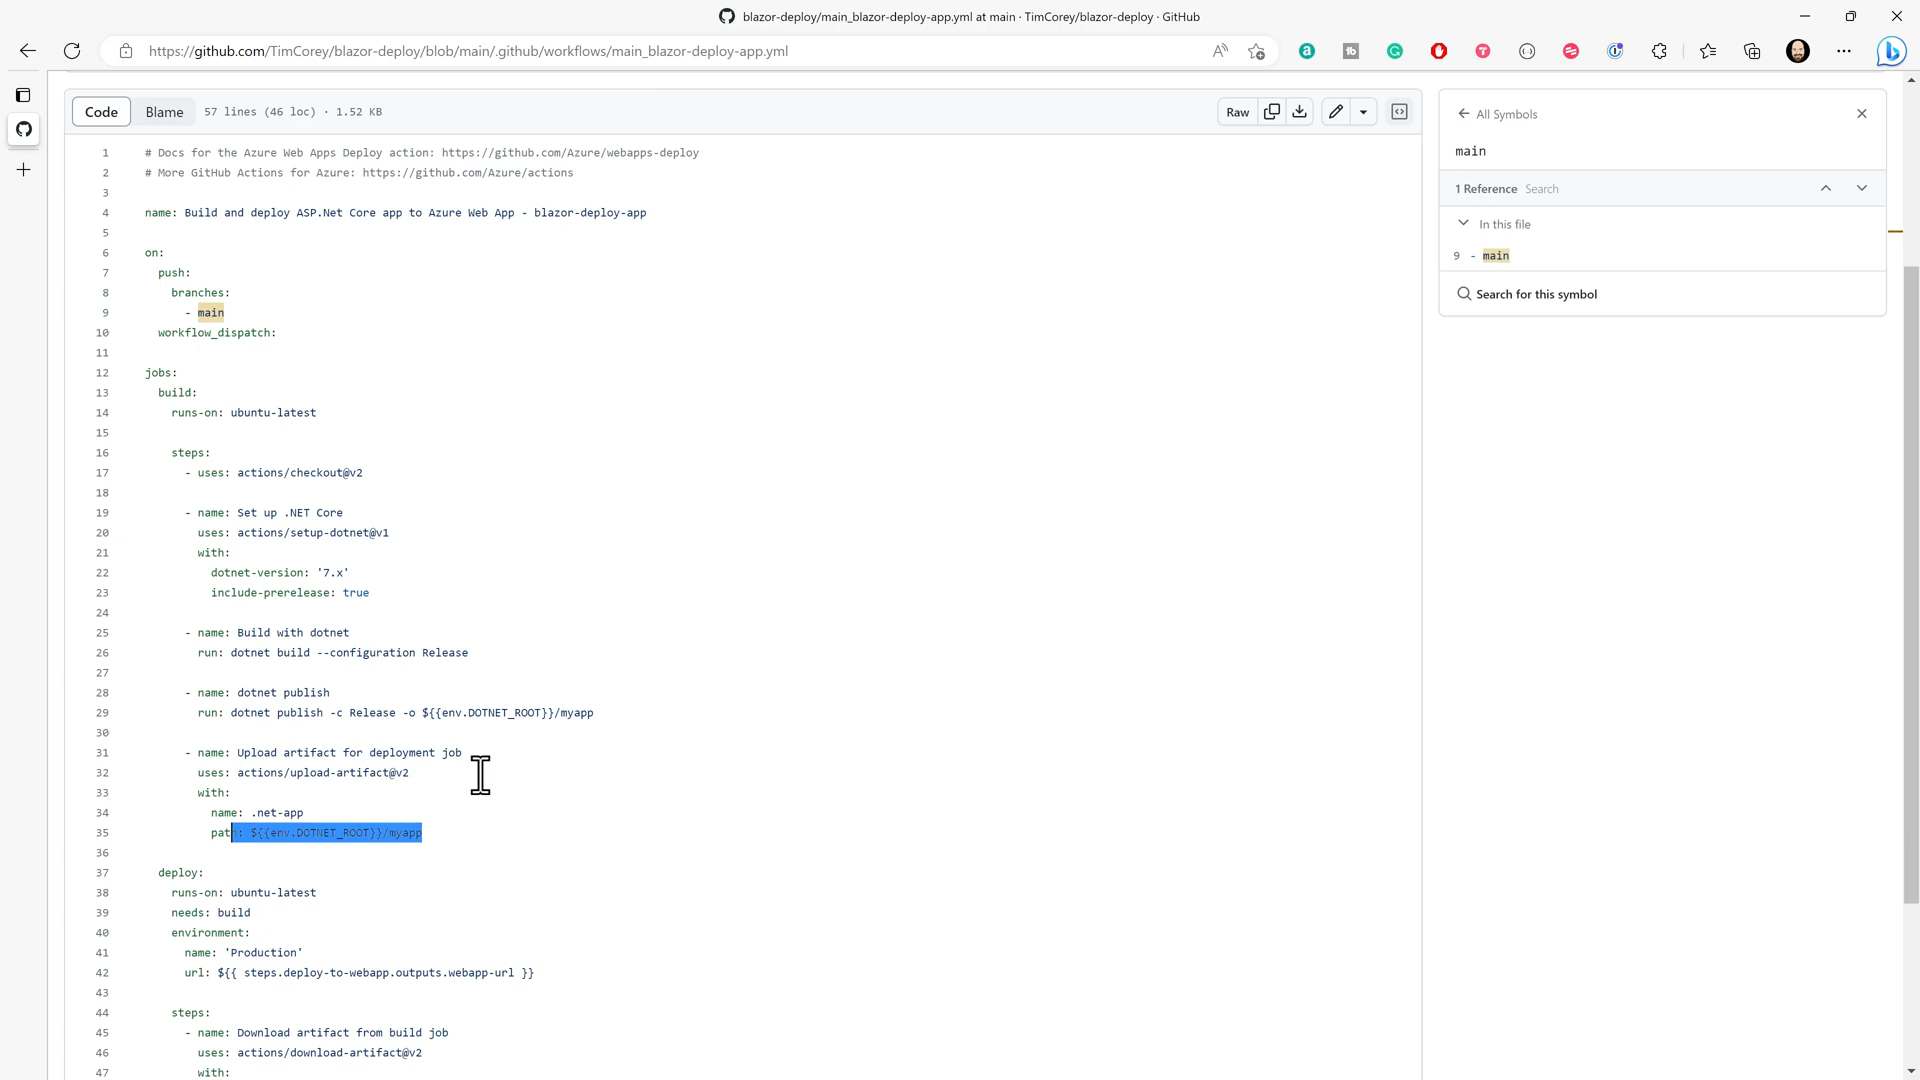 blazor-deploy/main_blazor-deploy-app.yml at main · TimCorey/blazor-deploy · GitHub
https://github.com/TimCorey/blazor-deploy/blob/main/.github/workflows/main_blazor-deploy-app.yml
Code Blame 57 lines (46 loc) · 1.52 KB Raw
1 # Docs for the Azure Web Apps Deploy action: https://github.com/Azure/webapps-deploy
2 # More GitHub Actions for Azure: https://github.com/Azure/actions
3
4 name: Build and deploy ASP.Net Core app to Azure Web App - blazor-deploy-app
5
6 on:
7 push:
8 branches:
9 - main
10 workflow_dispatch:
11
12 jobs:
13 build:
14 runs-on: ubuntu-latest
15
16 steps:
17 - uses: actions/checkout@v2
18
19 - name: Set up .NET Core
20 uses: actions/setup-dotnet@v1
21 with:
22 dotnet-version: '7.x'
23 include-prerelease: true
24
25 - name: Build with dotnet
26 run: dotnet build --configuration Release
27
28 - name: dotnet publish
29 run: dotnet publish -c Release -o ${{env.DOTNET_ROOT}}/myapp
30
31 - name: Upload artifact for deployment job
32 uses: actions/upload-artifact@v2
33 with:
34 name: .net-app
35 path: ${{env.DOTNET_ROOT}}/myapp
36
37 deploy:
38 runs-on: ubuntu-latest
39 needs: build
40 environment:
41 name: 'Production'
42 url: ${{ steps.deploy-to-webapp.outputs.webapp-url }}
43
44 steps:
45 - name: Download artifact from build job
46 uses: actions/download-artifact@v2
47 with:
All Symbols
main
1 Reference Search
In this file
9 - main
Search for this symbol